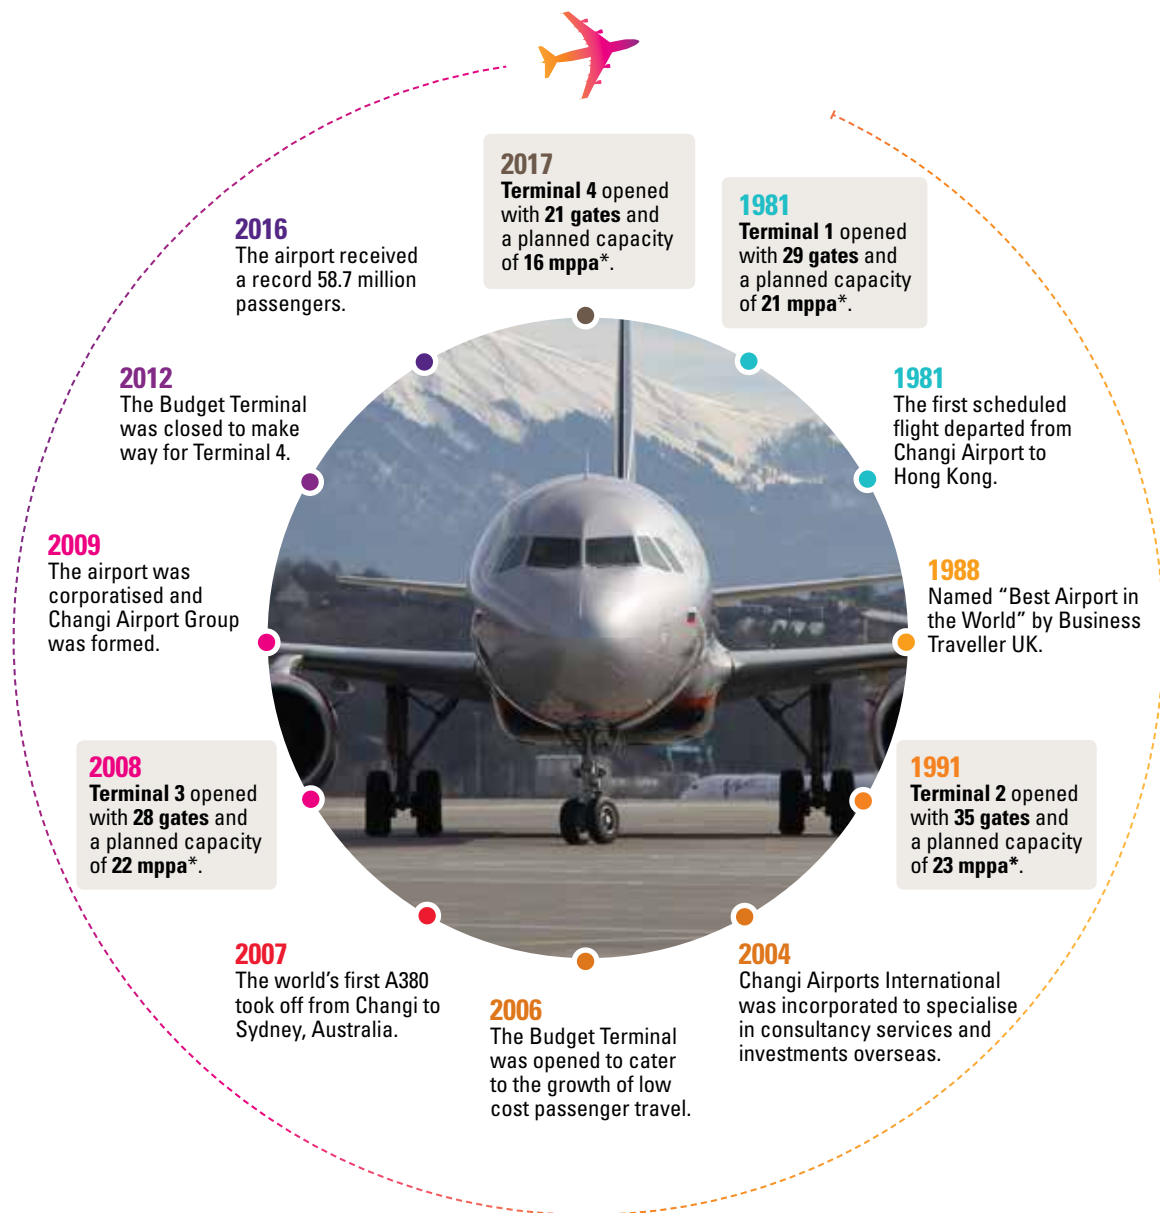 2017
Terminal 4 opened
with 21 gates and
a planned capacity
of 16 mppa*.
1981
Terminal 1 opened
with 29 gates and
a planned capacity
of 21 mppa*.
1981
The first scheduled
flight departed from
Changi Airport to
Hong Kong.
1988
Named “Best Airport in
the World” by Business
Traveller UK.
1991
Terminal 2 opened
with 35 gates and
a planned capacity
of 23 mppa*.
2004
Changi Airports International
was incorporated to specialise
in consultancy services and
investments overseas.
2006
The Budget Terminal
was opened to cater
to the growth of low
cost passenger travel.
2007
The world’s first A380
took off from Changi to
Sydney, Australia.
2008
Terminal 3 opened
with 28 gates and
a planned capacity
of 22 mppa*.
2009
The airport was
corporatised and
Changi Airport Group
was formed.
2012
The Budget Terminal
was closed to make
way for Terminal 4.
2016
The airport received
a record 58.7 million
passengers.